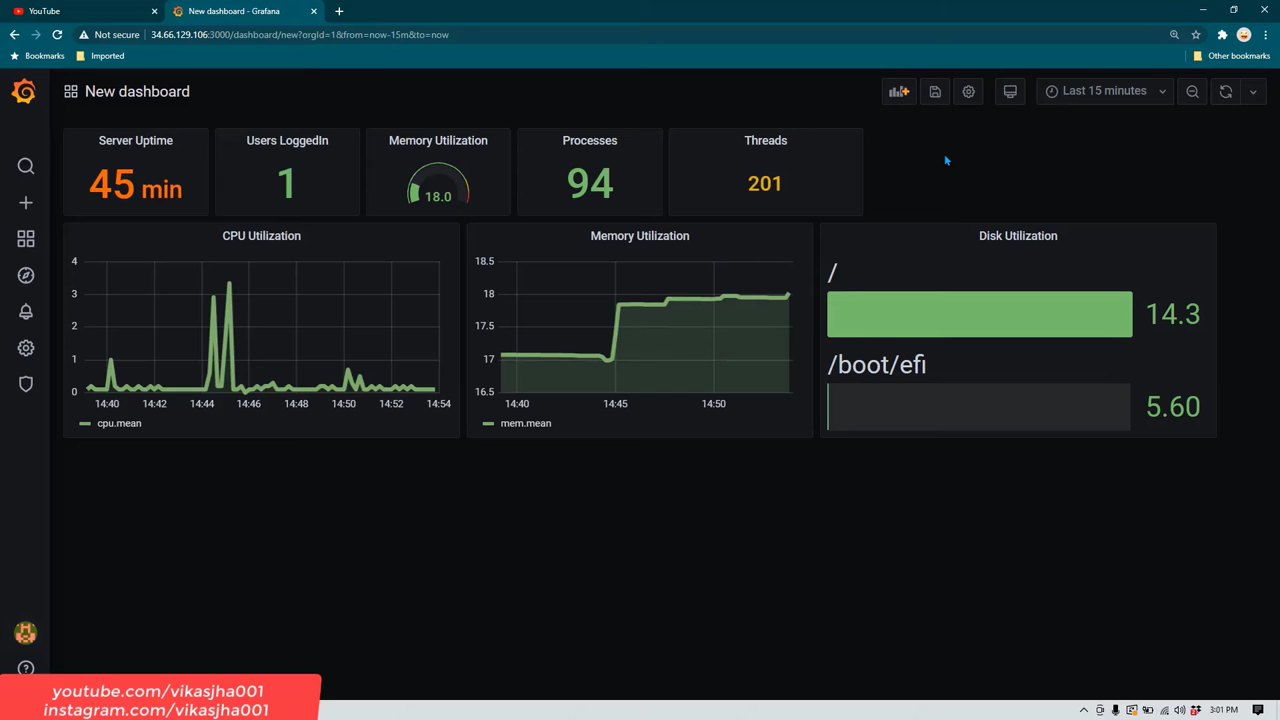 YouTube
New dashboard - Grafana
Not secure
34.66.129.106:3000/dashboard/new?orgId=1&from=now-15m&to=now
Bookmarks
Imported
Other bookmarks
New dashboard
Last 15 minutes
Server Uptime
45 min
Users LoggedIn
1
Memory Utilization
18.0
Processes
94
Threads
201
CPU Utilization
4
3
2
1
0
14:40 14:42 14:44 14:46 14:48 14:50 14:52 14:54
cpu.mean
Memory Utilization
18.5
18
17.5
17
16.5
14:40 14:45 14:50
mem.mean
Disk Utilization
/
14.3
/boot/efi
5.60
youtube.com/vikasjha001
instagram.com/vikasjha001
3:01 PM